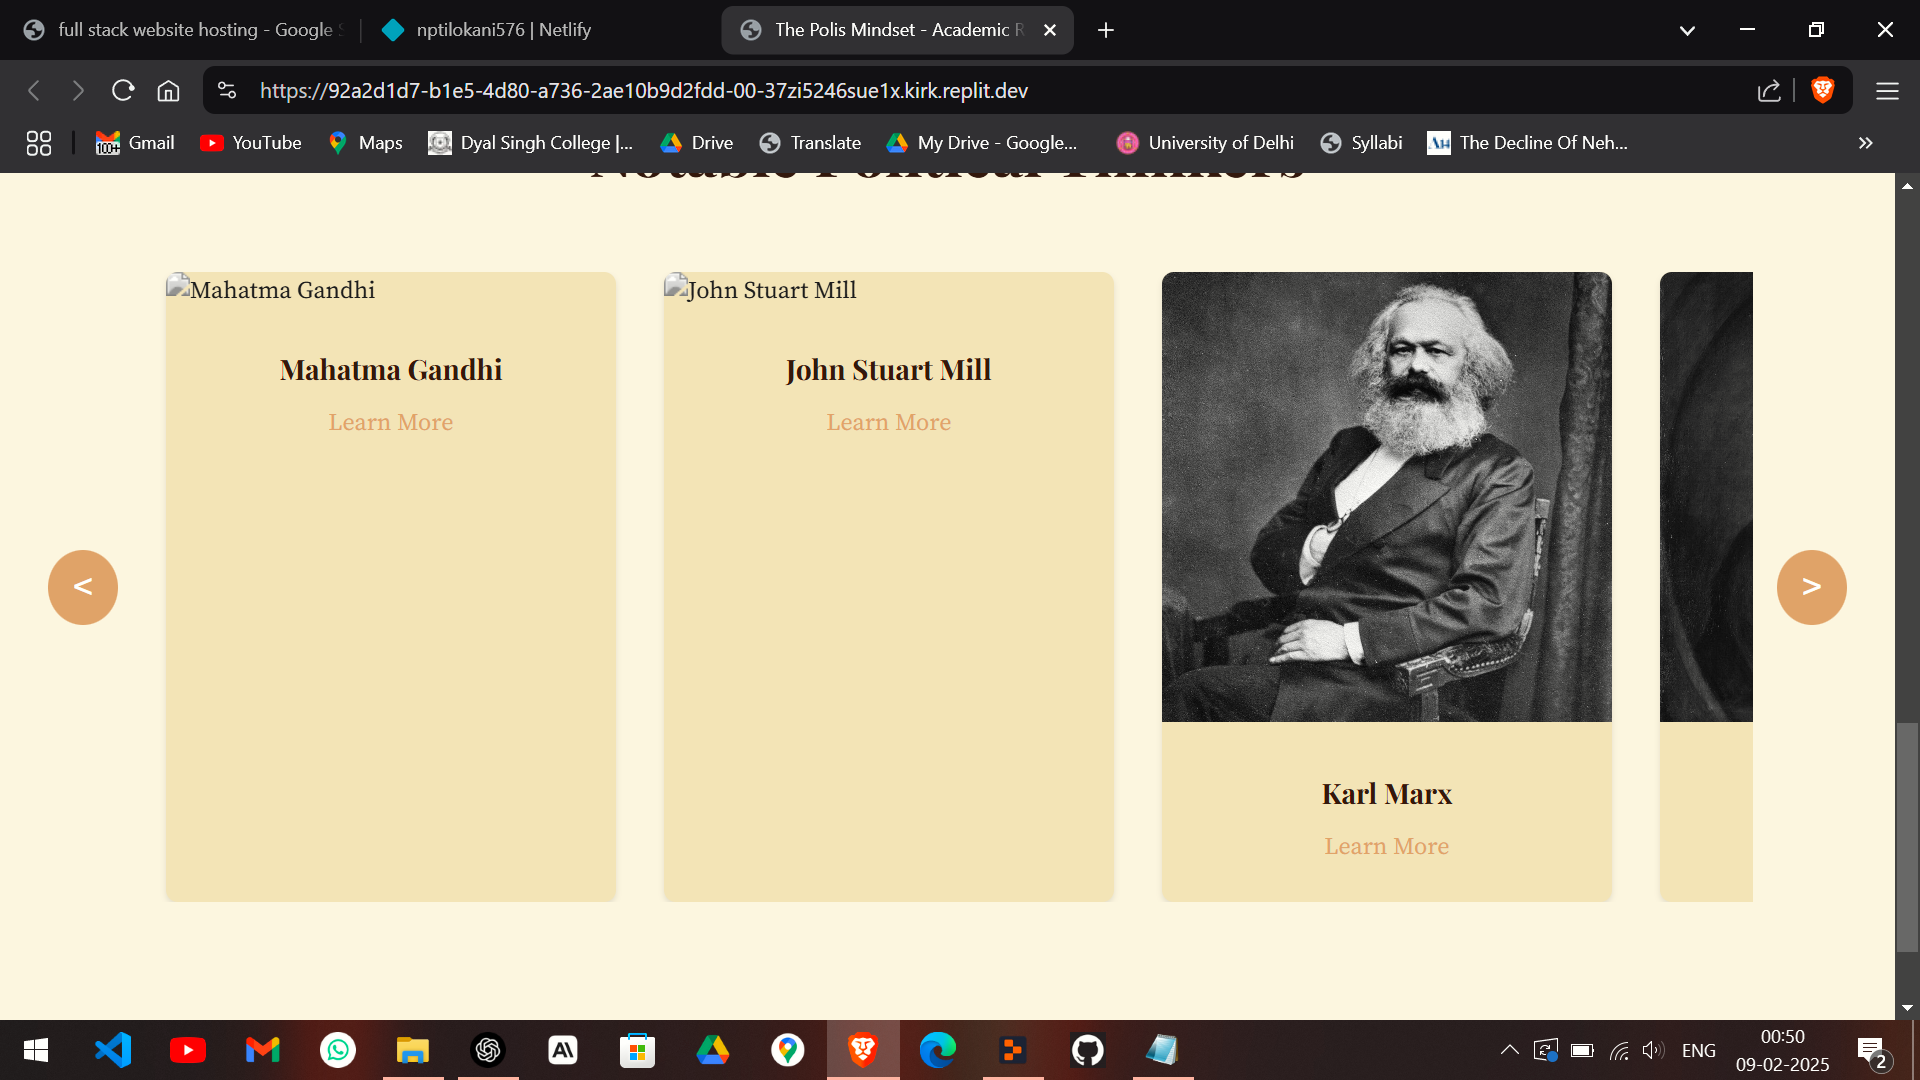 full stack website hosting - Google S
nptilokani576 | Netlify
The Polis Mindset - Academic R
https://92a2d1d7-b1e5-4d80-a736-2ae10b9d2fdd-00-37zi5246sue1x.kirk.replit.dev
Gmail
YouTube
Maps
Dyal Singh College |...
Drive
Translate
My Drive - Google...
University of Delhi
Syllabi
The Decline Of Neh...
Notable Political Thinkers
Mahatma Gandhi
John Stuart Mill
Mahatma Gandhi
John Stuart Mill
Learn More
Learn More
<
>
Karl Marx
Learn More
ENG
00:50
09-02-2025
2